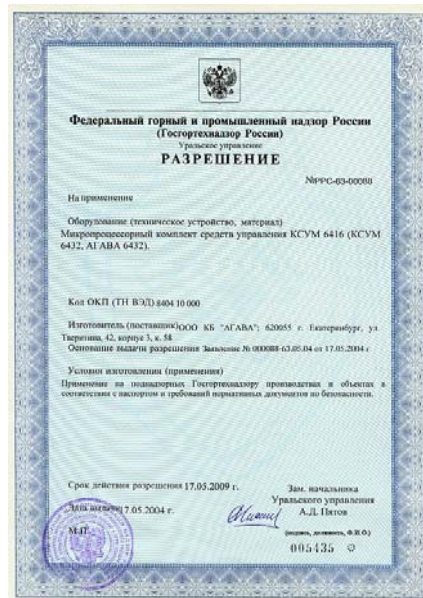 Федеральный горный и промышленный надзор России
(Госгортехнадзор России)
Уральское управление
РАЗРЕШЕНИЕ
№РРС-63-00088
На применение
Оборудование (техническое устройство, материал)
Микропроцессорный комплект средств управления КСУМ 6416 (КСУМ
6432, АГАВА 6432).
Код ОКП (ТН ВЭД) 8404 10 000
Изготовитель (поставщик) ООО КБ "АГАВА"; 620055 г. Екатеринбург, ул
Тверитина, 42, корпус 3, к. 58
Основание выдачи разрешения Заявление № 000088-63.05.04 от 17.05.2004 г
Условия изготовления (применения)
Применение на поднадзорных Госгортехнадзору производствах и объектах в
соответствии с паспортом и требований нормативных документов по безопасности.
Срок действия разрешения 17.05.2009 г.
Дата выдачи 17.05.2004 г.
М.П.
Зам. начальника
Уральского управления
А.Д. Пятов
(подпись, должность, Ф.И.О.)
005435